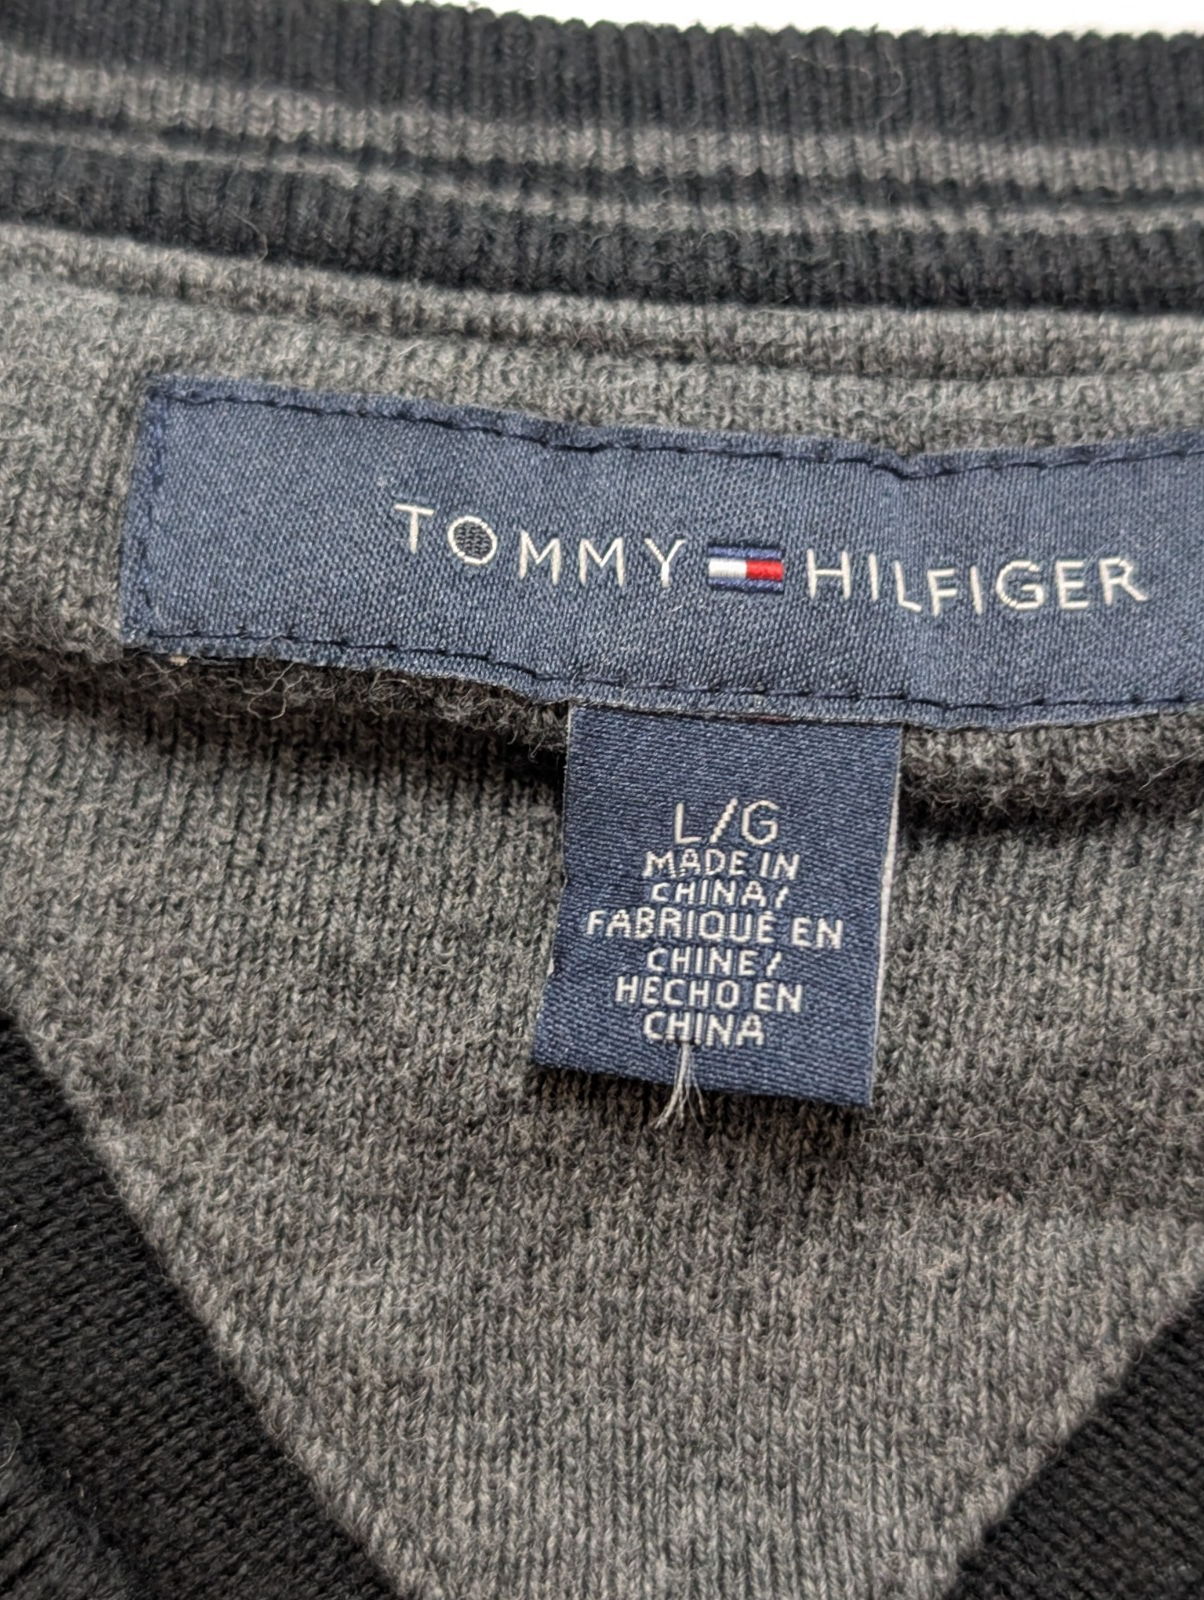 TOMMY HILFIGER
L/G
MADE IN
CHINA/
FABRIQUÉ EN
CHINE/
HECHO EN
CHINA